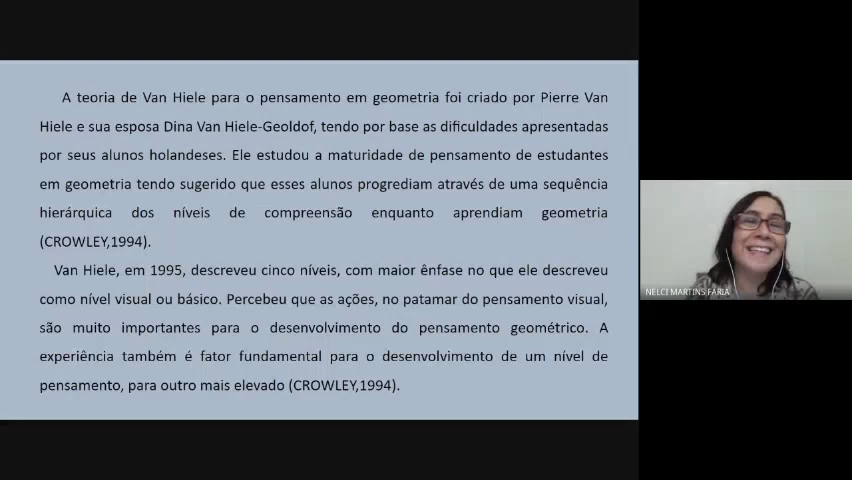 A teoria de Van Hiele para o pensamento em geometria foi criado por Pierre Van
Hiele e sua esposa Dina Van Hiele-Geoldof, tendo por base as dificuldades apresentadas
por seus alunos holandeses. Ele estudou a maturidade de pensamento de estudantes
em geometria tendo sugerido que esses alunos progrediam através de uma sequência
hierárquica dos níveis de compreensão enquanto aprendiam geometria
(CROWLEY,1994).
Van Hiele, em 1995, descreveu cinco níveis, com maior ênfase no que ele descreveu
como nível visual ou básico. Percebeu que as ações, no patamar do pensamento visual,
são muito importantes para o desenvolvimento do pensamento geométrico. A
experiência também é fator fundamental para o desenvolvimento de um nível de
pensamento, para outro mais elevado (CROWLEY,1994).
NELCI MARTINS FARIA